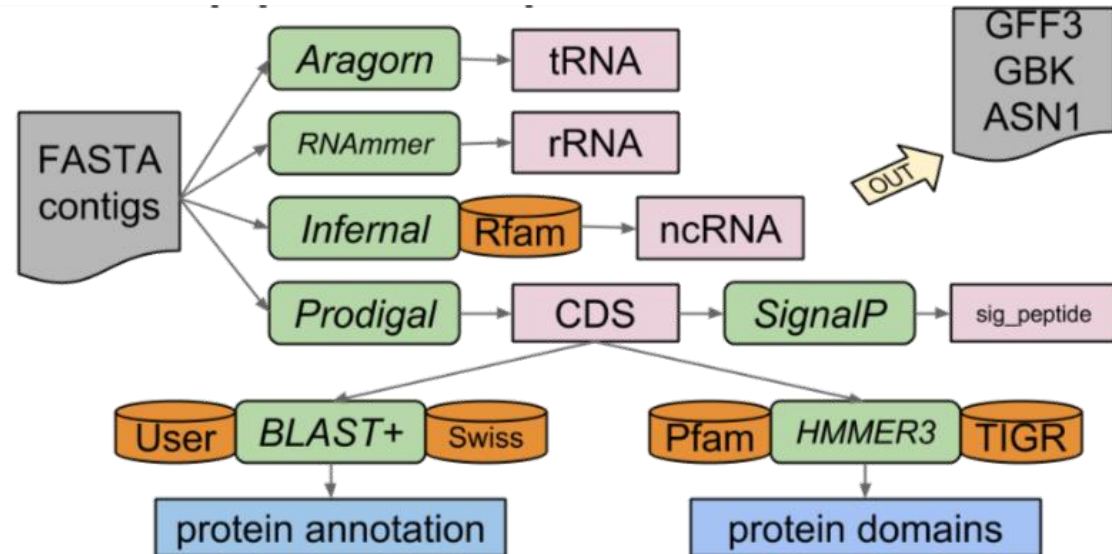 GFF3
GBK
ASN1
Aragorn
tRNA
FASTA
contigs
RNAmmer
rRNA
OUT
Infernal
Rfam
ncRNA
Prodigal
CDS
SignalP
sig_peptide
User
BLAST+
Swiss
Pfam
HMMER3
TIGR
protein annotation
protein domains